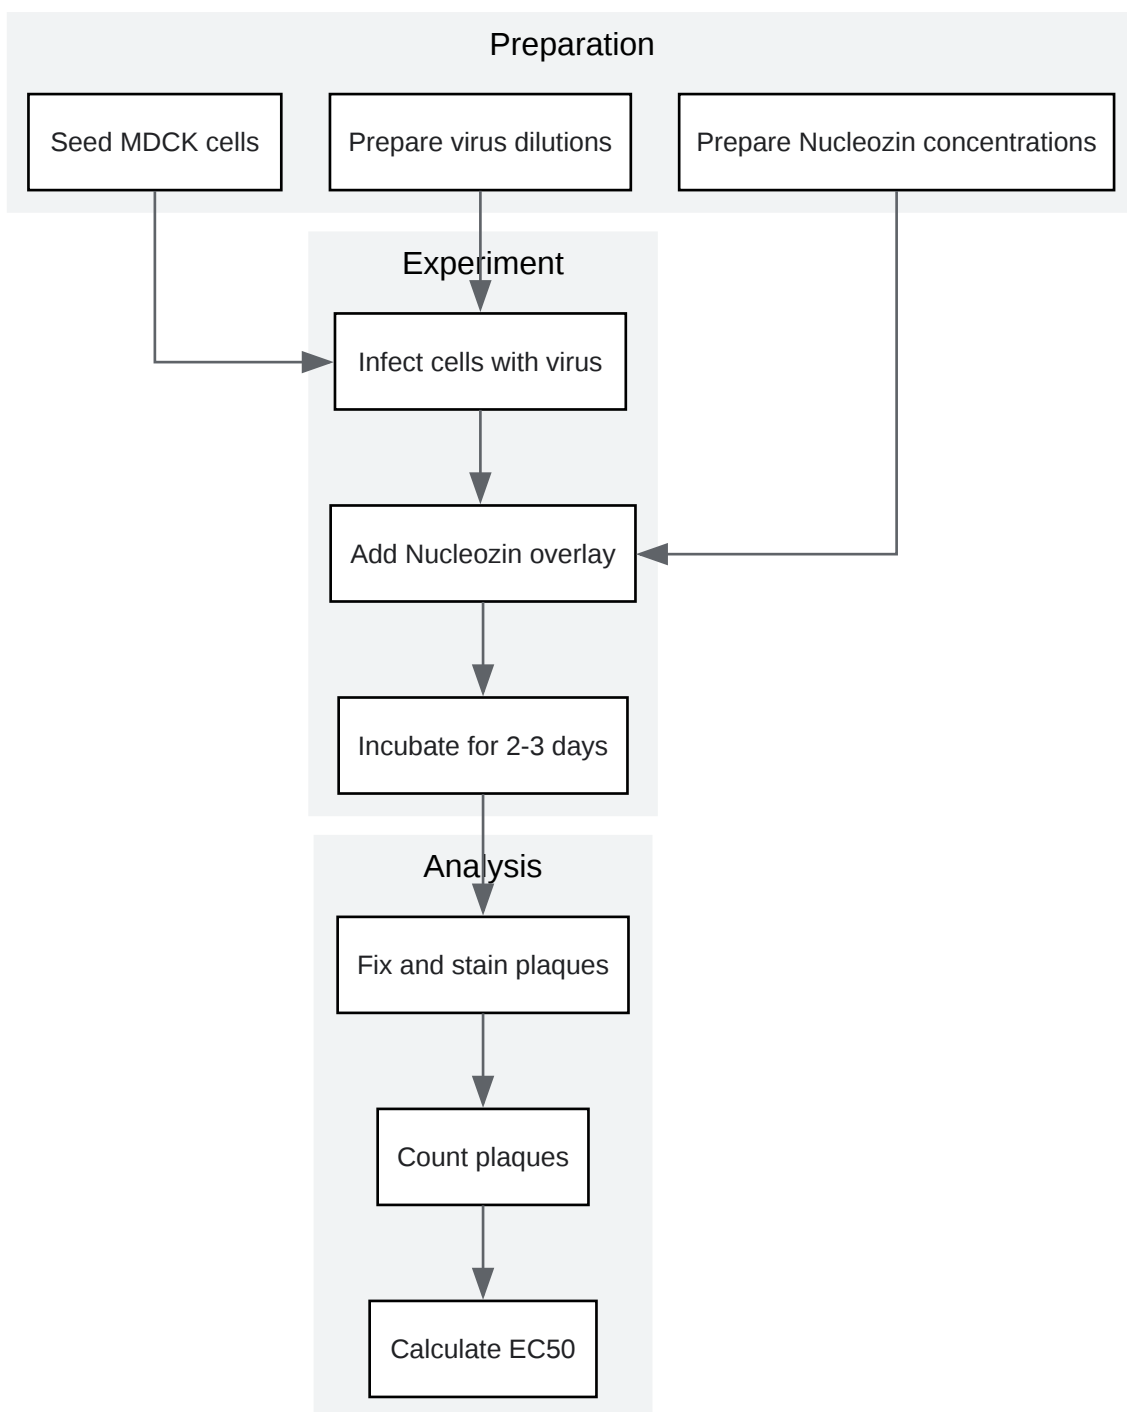 Preparation
Seed MDCK cells
Prepare virus dilutions
Prepare Nucleozin concentrations
Experiment
Infect cells with virus
Add Nucleozin overlay
Incubate for 2-3 days
Analysis
Fix and stain plaques
Count plaques
Calculate EC50